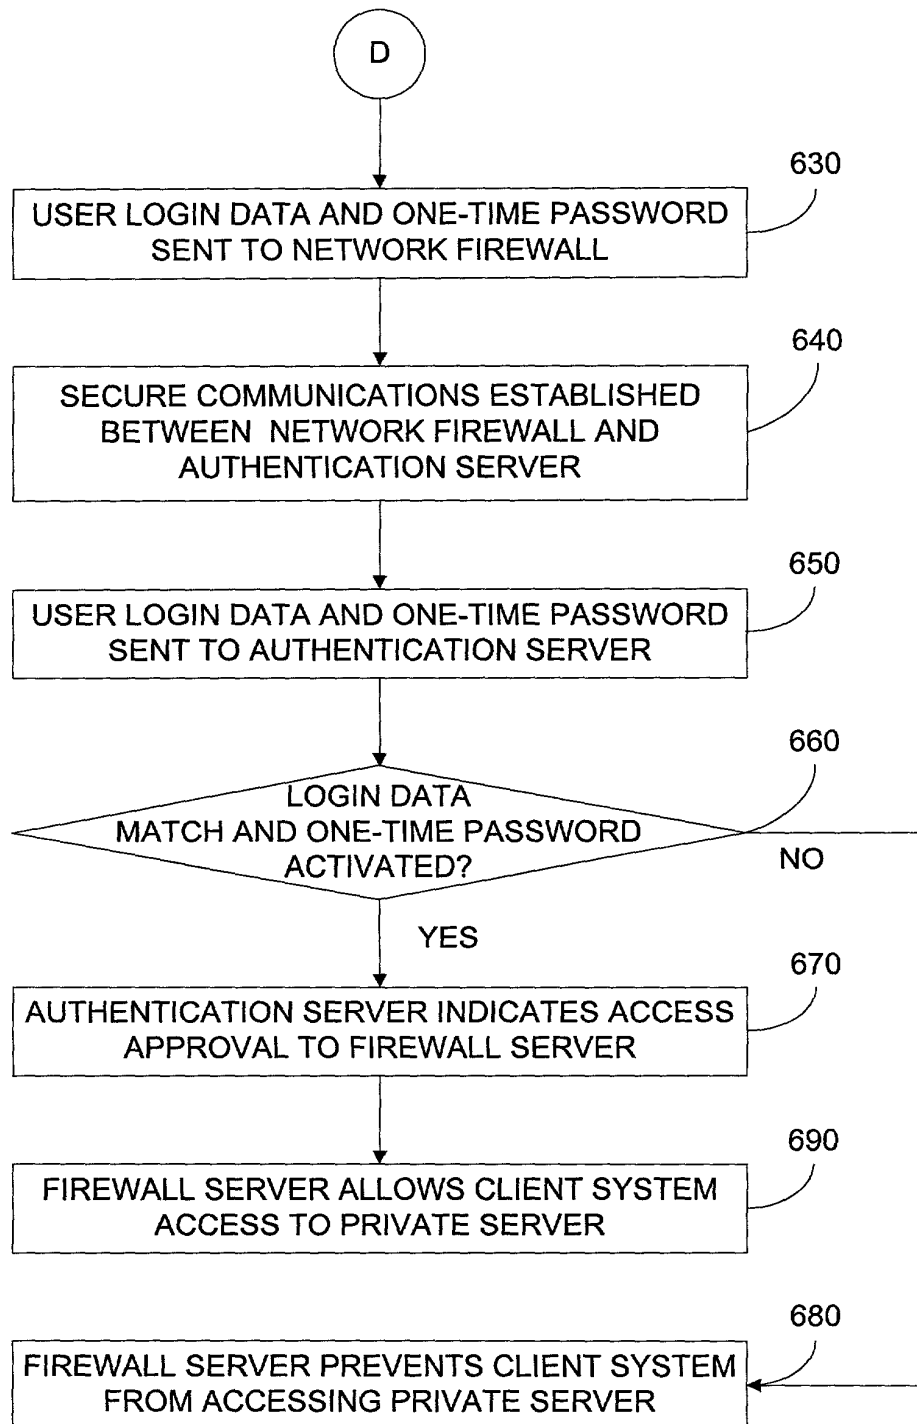 D
630
USER LOGIN DATA AND ONE-TIME PASSWORD
SENT TO NETWORK FIREWALL
640
SECURE COMMUNICATIONS ESTABLISHED
BETWEEN NETWORK FIREWALL AND
AUTHENTICATION SERVER
650
USER LOGIN DATA AND ONE-TIME PASSWORD
SENT TO AUTHENTICATION SERVER
660
LOGIN DATA
MATCH AND ONE-TIME PASSWORD
ACTIVATED?
NO
YES
670
AUTHENTICATION SERVER INDICATES ACCESS
APPROVAL TO FIREWALL SERVER
690
FIREWALL SERVER ALLOWS CLIENT SYSTEM
ACCESS TO PRIVATE SERVER
680
FIREWALL SERVER PREVENTS CLIENT SYSTEM
FROM ACCESSING PRIVATE SERVER